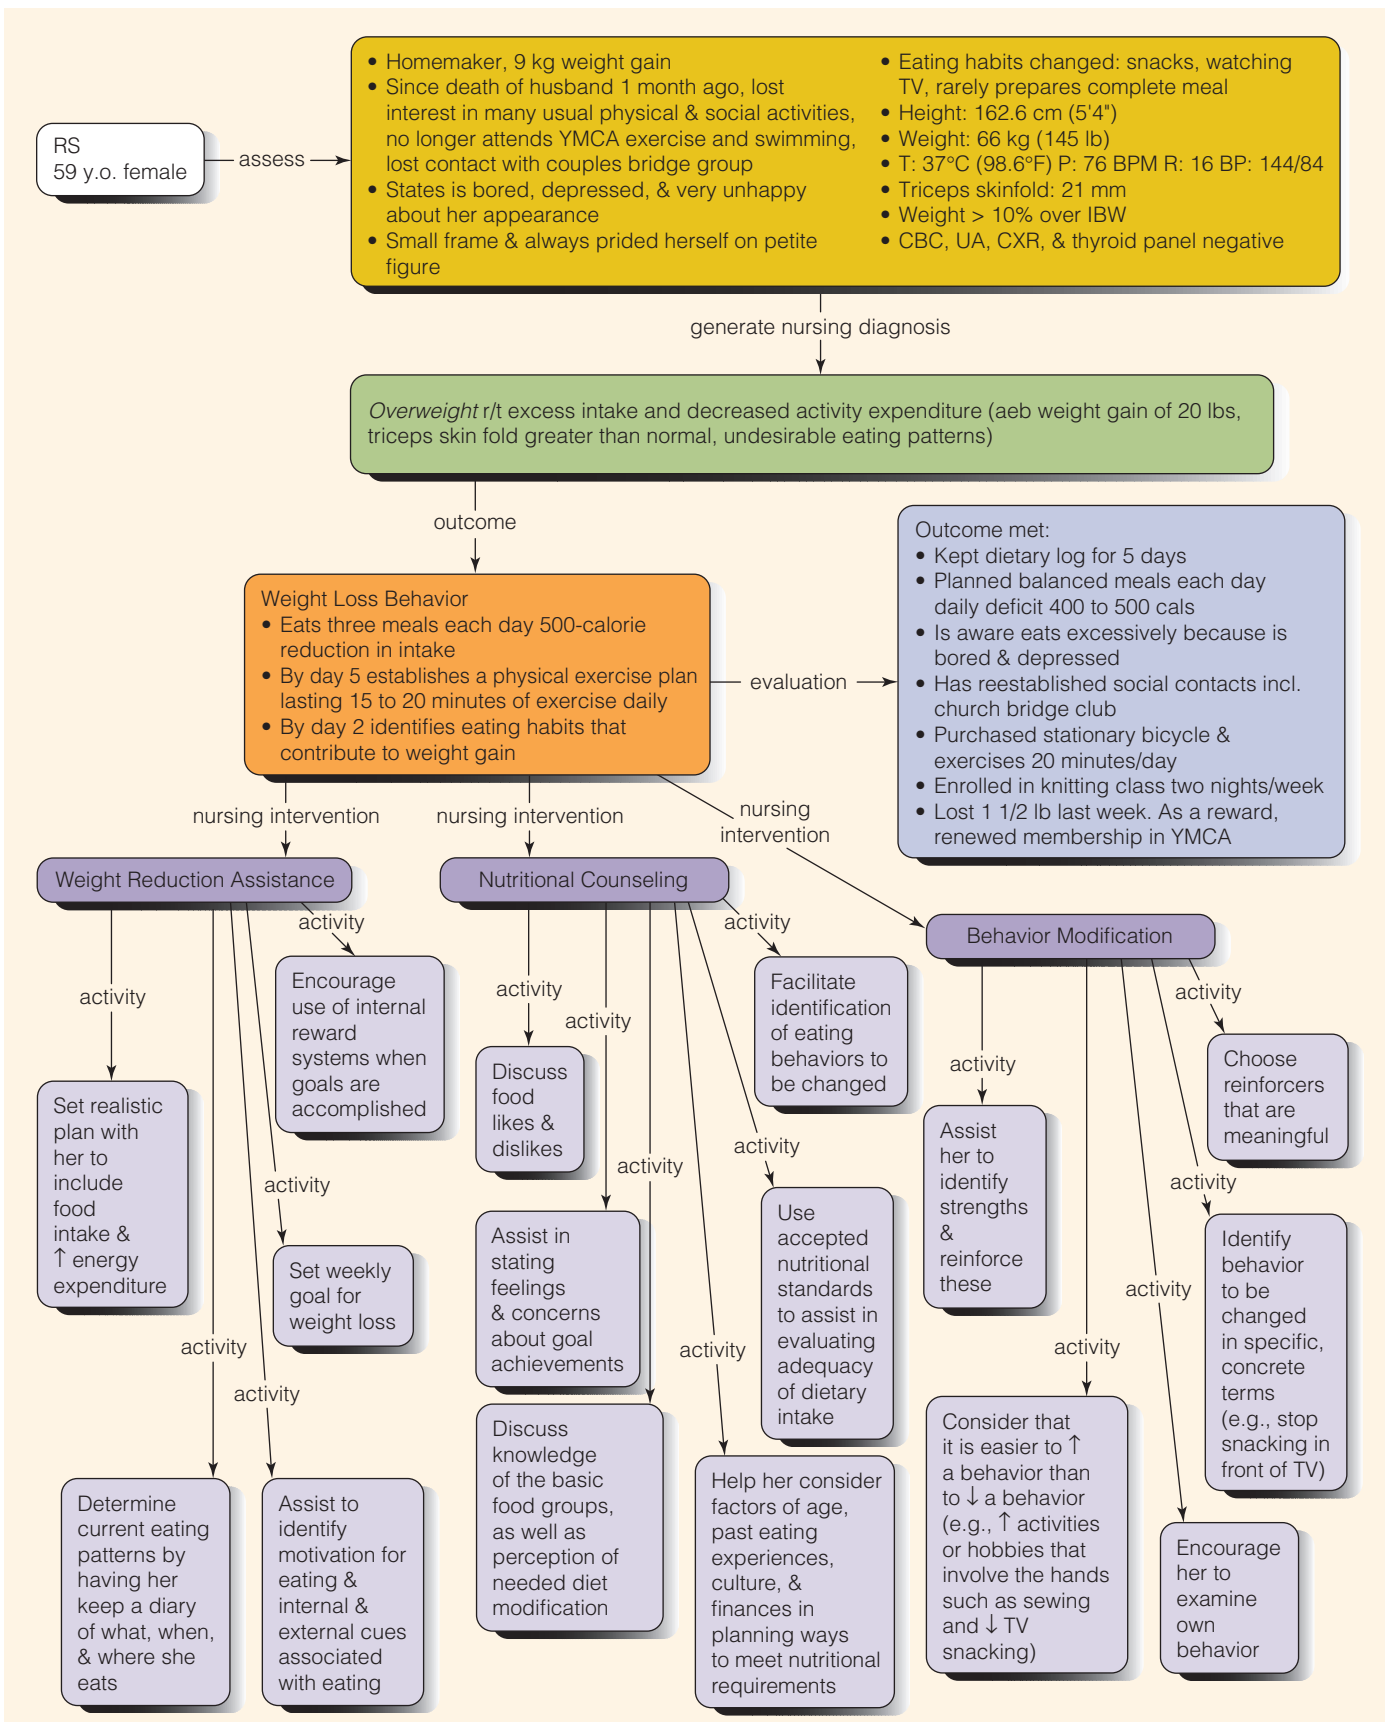 RS
59 y.o. female
assess
• Homemaker, 9 kg weight gain
• Since death of husband 1 month ago, lost
interest in many usual physical & social activities,
no longer attends YMCA exercise and swimming,
lost contact with couples bridge group
• States is bored, depressed, & very unhappy
about her appearance
• Small frame & always prided herself on petite
figure
• Eating habits changed: snacks, watching
TV, rarely prepares complete meal
• Height: 162.6 cm (5'4")
• Weight: 66 kg (145 lb)
• T: 37°C (98.6°F) P: 76 BPM R: 16 BP: 144/84
• Triceps skinfold: 21 mm
• Weight > 10% over IBW
• CBC, UA, CXR, & thyroid panel negative
generate nursing diagnosis
Overweight r/t excess intake and decreased activity expenditure (aeb weight gain of 20 lbs,
triceps skin fold greater than normal, undesirable eating patterns)
outcome
Weight Loss Behavior
• Eats three meals each day 500-calorie
reduction in intake
• By day 5 establishes a physical exercise plan
lasting 15 to 20 minutes of exercise daily
• By day 2 identifies eating habits that
contribute to weight gain
evaluation
Outcome met:
• Kept dietary log for 5 days
• Planned balanced meals each day
daily deficit 400 to 500 cals
• Is aware eats excessively because is
bored & depressed
• Has reestablished social contacts incl.
church bridge club
• Purchased stationary bicycle &
exercises 20 minutes/day
• Enrolled in knitting class two nights/week
• Lost 1 1/2 lb last week. As a reward,
renewed membership in YMCA
nursing intervention
nursing intervention
nursing
intervention
Weight Reduction Assistance
activity
Set realistic
plan with
her to
include
food
intake &
↑ energy
expenditure
activity
Determine
current eating
patterns by
having her
keep a diary
of what, when,
& where she
eats
activity
Assist to
identify
motivation for
eating &
internal &
external cues
associated
with eating
activity
Set weekly
goal for
weight loss
activity
Encourage
use of internal
reward
systems when
goals are
accomplished
Nutritional Counseling
activity
Discuss
food
likes &
dislikes
activity
Assist in
stating
feelings
& concerns
about goal
achievements
activity
Discuss
knowledge
of the basic
food groups,
as well as
perception of
needed diet
modification
activity
Help her consider
factors of age,
past eating
experiences,
culture, &
finances in
planning ways
to meet nutritional
requirements
activity
Use
accepted
nutritional
standards
to assist in
evaluating
adequacy
of dietary
intake
activity
Facilitate
identification
of eating
behaviors to
be changed
Behavior Modification
activity
Assist
her to
identify
strengths
&
reinforce
these
activity
Consider that
it is easier to ↑
a behavior than
to ↓ a behavior
(e.g., ↑ activities
or hobbies that
involve the hands
such as sewing
and ↓ TV
snacking)
activity
Encourage
her to
examine
own
behavior
activity
Identify
behavior
to be
changed
in specific,
concrete
terms
(e.g., stop
snacking in
front of TV)
activity
Choose
reinforcers
that are
meaningful